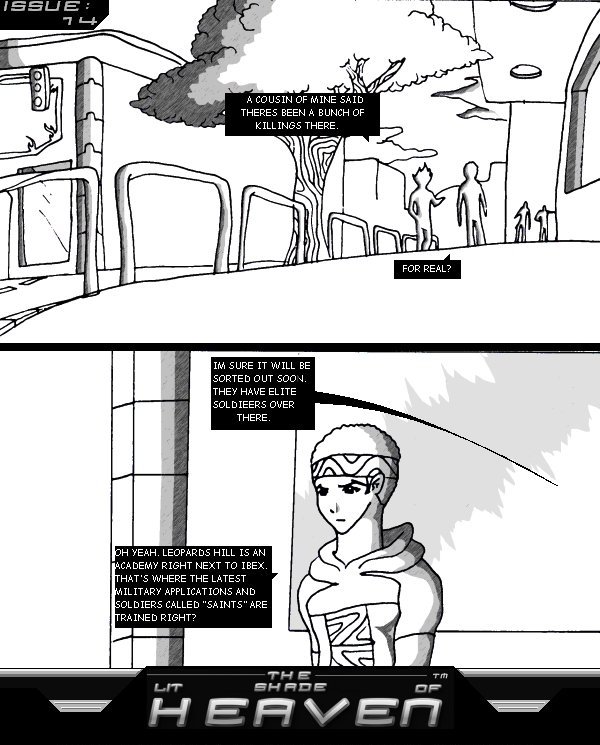 ISSUE:
74
A COUSIN OF MINE SAID
THERES BEEN A BUNCH OF
KILLINGS THERE.
FOR REAL?
IM SURE IT WILL BE
SORTED OUT SOON.
THEY HAVE ELITE
SOLDIEERS OVER
THERE.
OH YEAH. LEOPARDS HILL IS AN
ACADEMY RIGHT NEXT TO IBEX.
THAT'S WHERE THE LATEST
MILITARY APPLICATIONS AND
SOLDIERS CALLED "SAINTS" ARE
TRAINED RIGHT?
THE
LIT SHADE OF
HEAVEN TM